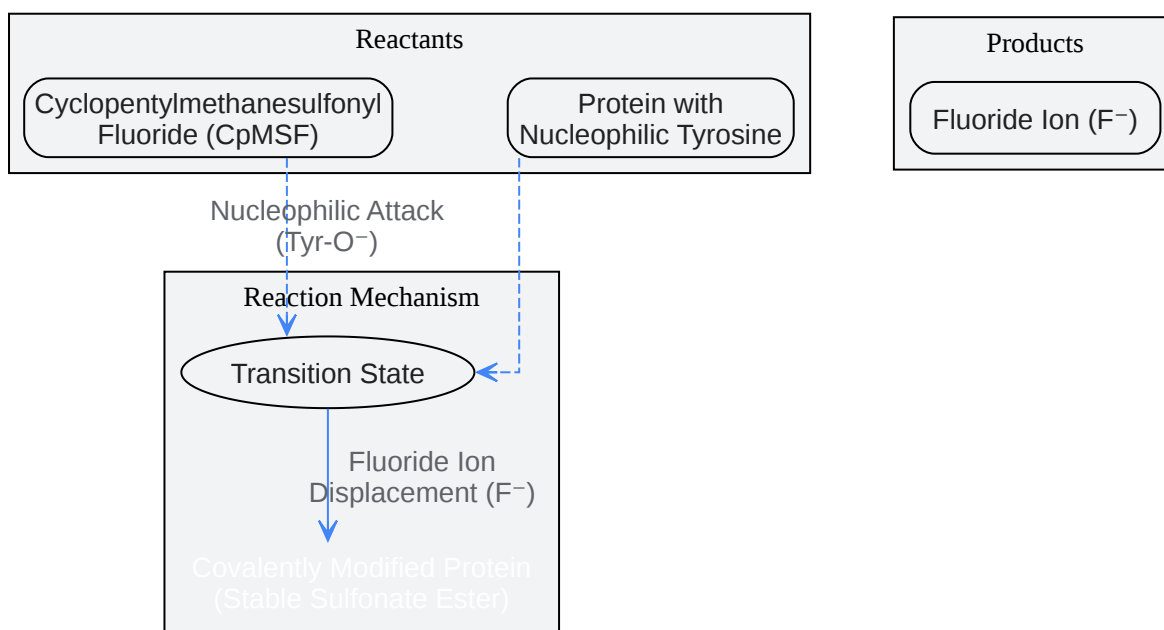 Reactants
Cyclopentylmethanesulfonyl
Fluoride (CpMSF)
Protein with
Nucleophilic Tyrosine
Products
Fluoride Ion (F⁻)
Nucleophilic Attack
(Tyr-O⁻)
Reaction Mechanism
Transition State
Fluoride Ion
Displacement (F⁻)
Covalently Modified Protein
(Stable Sulfonate Ester)